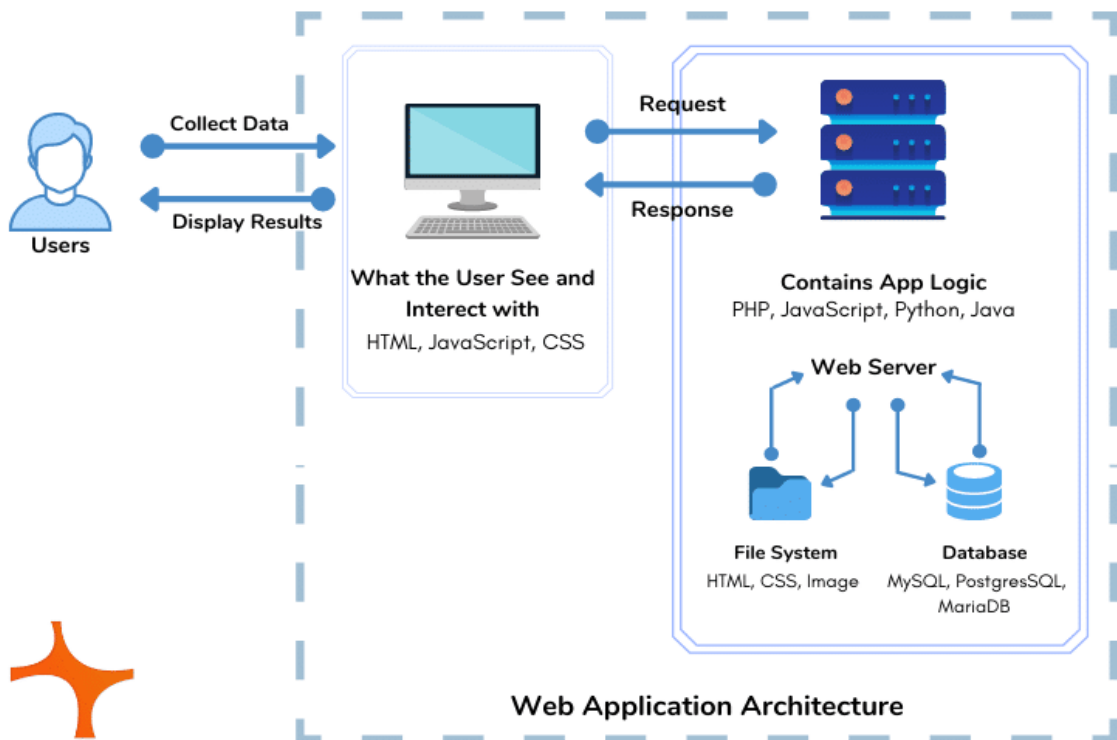 Collect Data
Display Results
Users
What the User See and
Interect with
HTML, JavaScript, CSS
Request
Response
Contains App Logic
PHP, JavaScript, Python, Java
Web Server
File System
HTML, CSS, Image
Database
MySQL, PostgresSQL,
MariaDB
Web Application Architecture